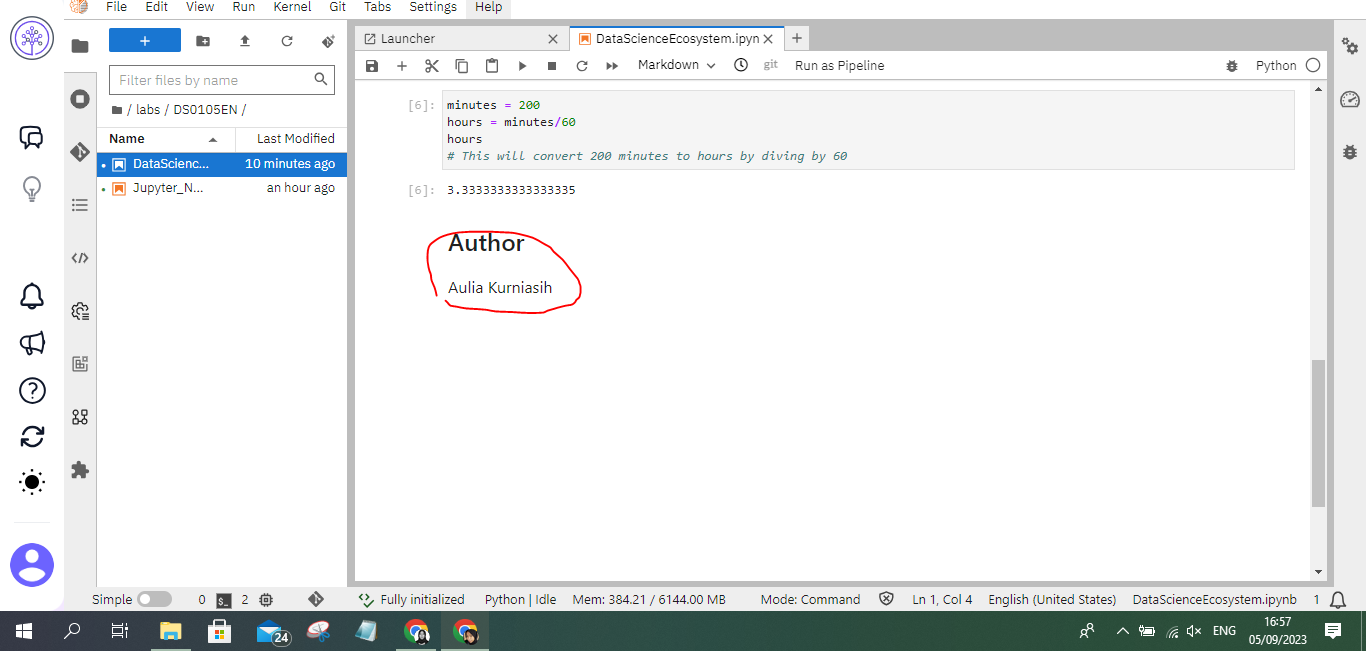 File Edit View Run Kernel Git Tabs Settings Help
Launcher
DataScienceEcosystem.ipyn
Filter files by name
Markdown
git
Run as Pipeline
Python
/ labs / DS0105EN /
Name
Last Modified
DataScienc...
10 minutes ago
Jupyter_N...
an hour ago
[6]:
minutes = 200
hours = minutes/60
hours
# This will convert 200 minutes to hours by diving by 60
[6]:
3.3333333333333335
Author
Aulia Kurniasih
Simple
0
2
Fully initialized
Python | Idle
Mem: 384.21 / 6144.00 MB
Mode: Command
Ln 1, Col 4
English (United States)
DataScienceEcosystem.ipynb
1
24
ENG
16:57
05/09/2023